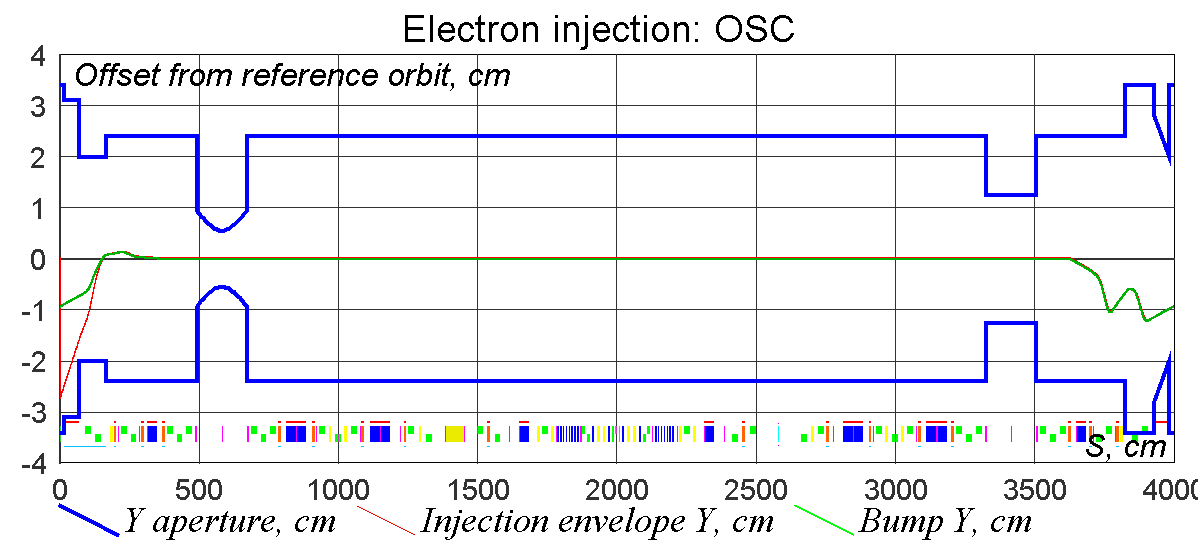 Electron injection: OSC
Offset from reference orbit, cm
4
3
2
1
0
-1
-2
-3
-4
S, cm
0 500 1000 1500 2000 2500 3000 3500 4000
Y aperture, cm Injection envelope Y, cm Bump Y, cm